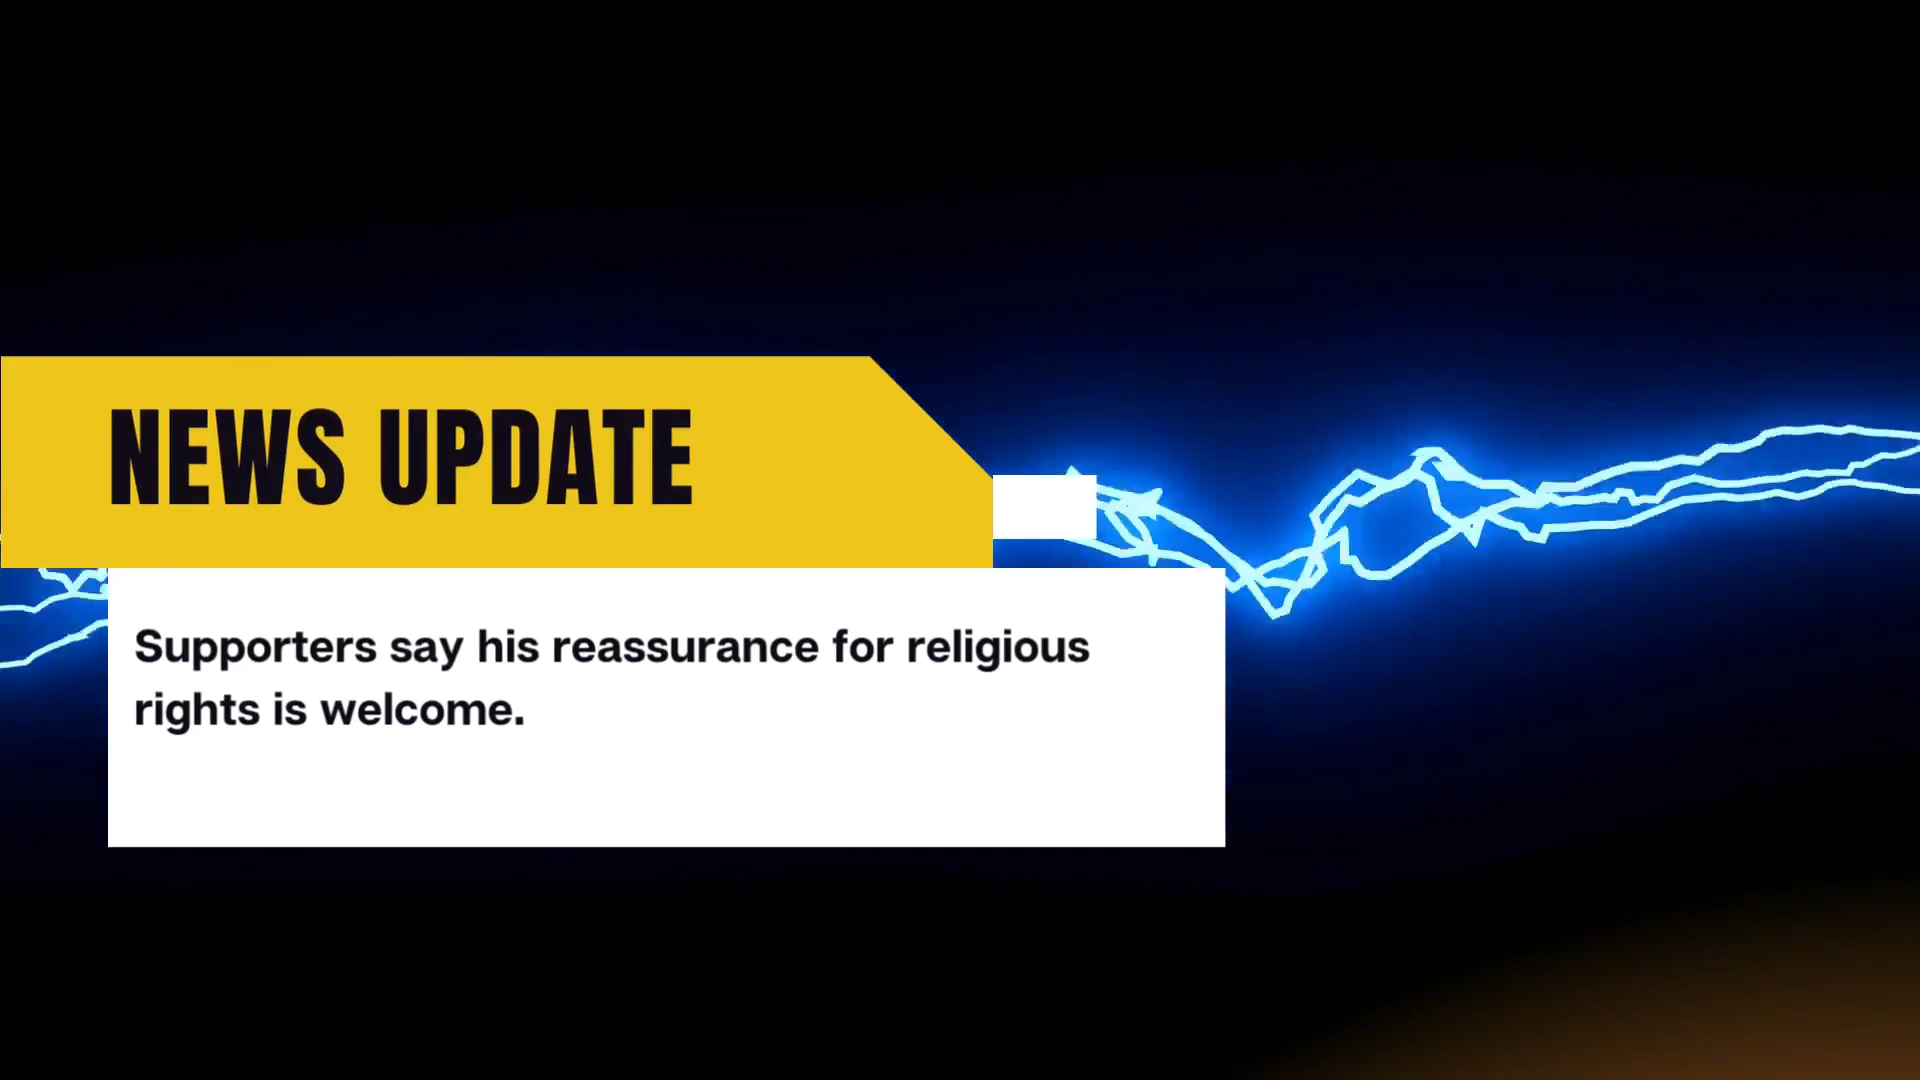 NEWS UPDATE
Supporters say his reassurance for religious
rights is welcome.